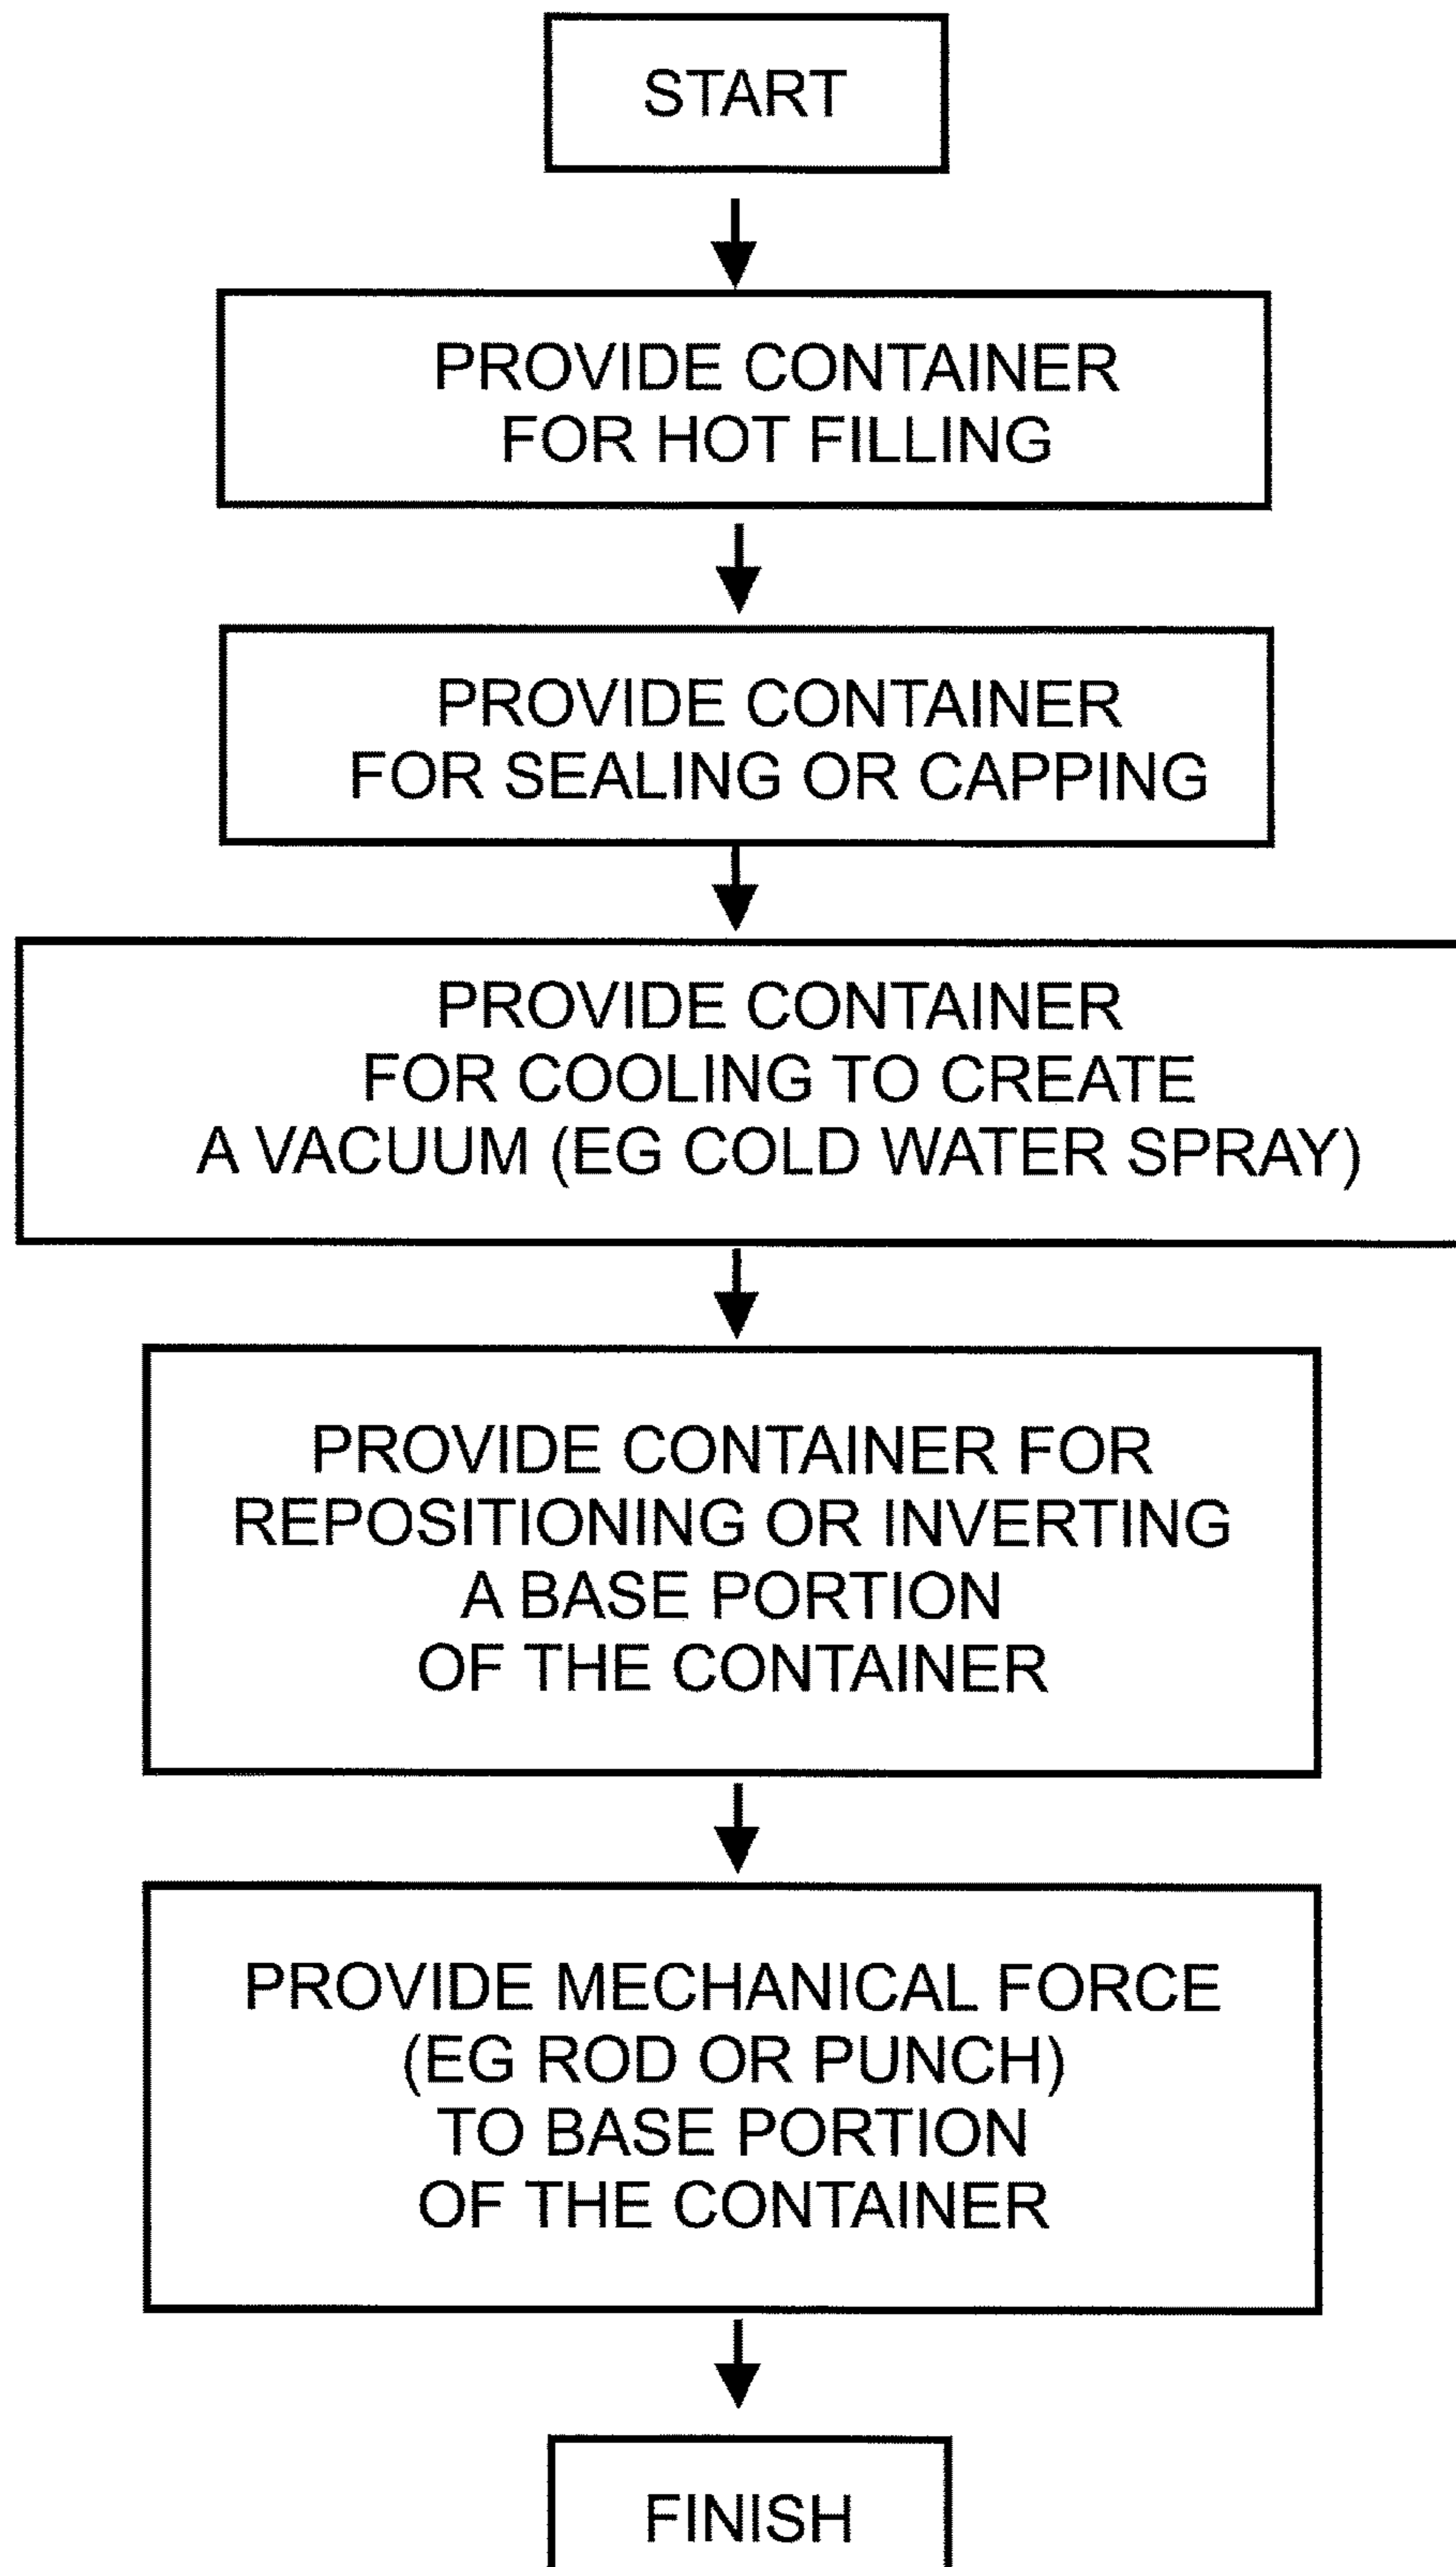 START
PROVIDE CONTAINER
FOR HOT FILLING
PROVIDE CONTAINER
FOR SEALING OR CAPPING
PROVIDE CONTAINER
FOR COOLING TO CREATE
A VACUUM (EG COLD WATER SPRAY)
PROVIDE CONTAINER FOR
REPOSITIONING OR INVERTING
A BASE PORTION
OF THE CONTAINER
PROVIDE MECHANICAL FORCE
(EG ROD OR PUNCH)
TO BASE PORTION
OF THE CONTAINER
FINISH